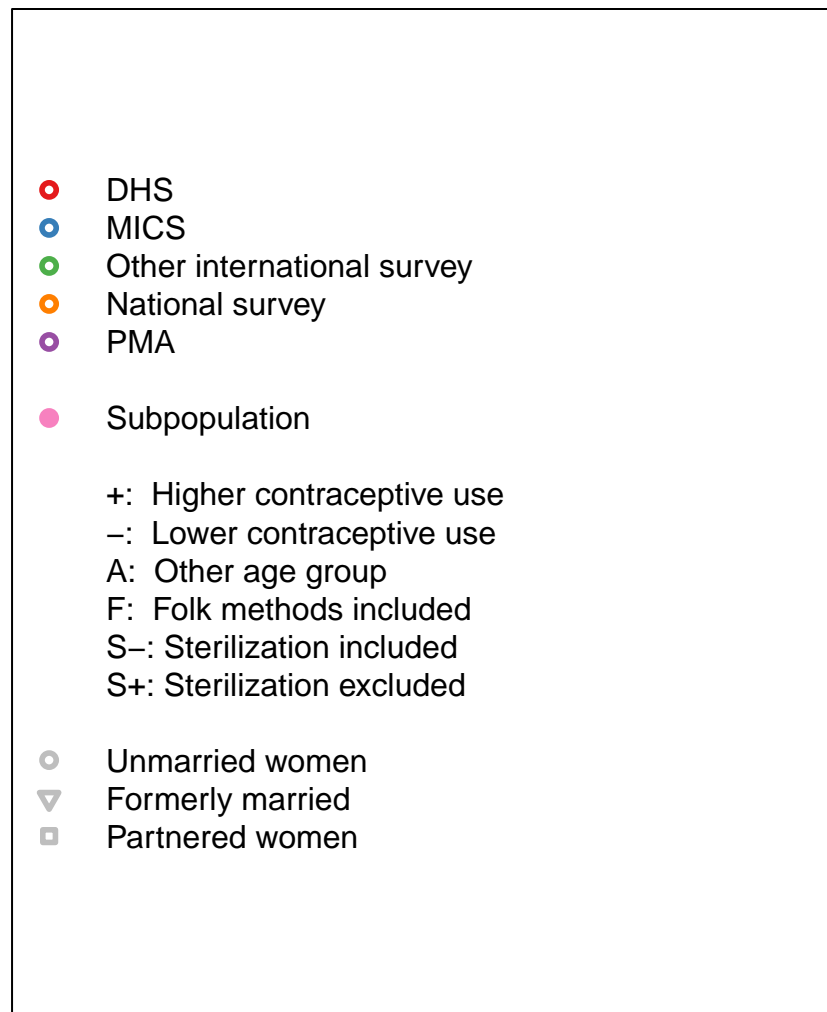 DHS
MICS
Other international survey
National survey
PMA
Subpopulation
+: Higher contraceptive use
−: Lower contraceptive use
A: Other age group
F: Folk methods included
S−: Sterilization included
S+: Sterilization excluded
Unmarried women
Formerly married
Partnered women